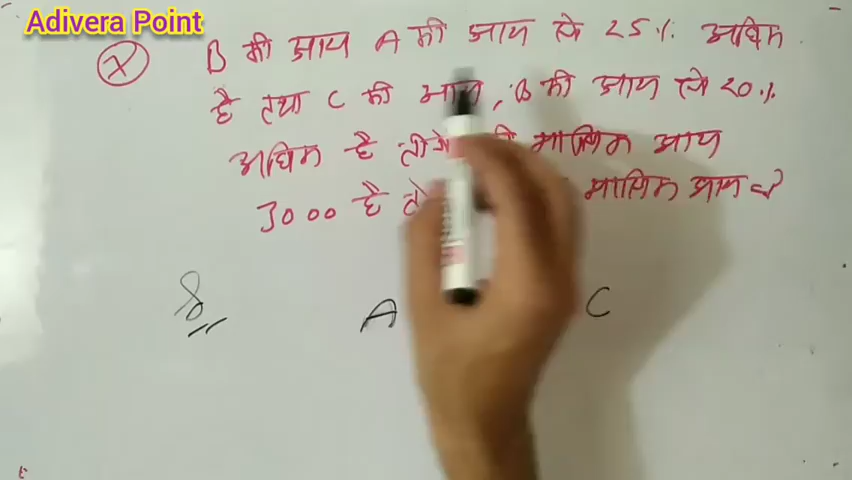 Adivera Point
B की आय A की आय से 25% अधिक
है तथा C की आय, B की आय से 20%
अधिक है तीनो की मासिक आय
3000 है तो मासिक आय = ?
A C